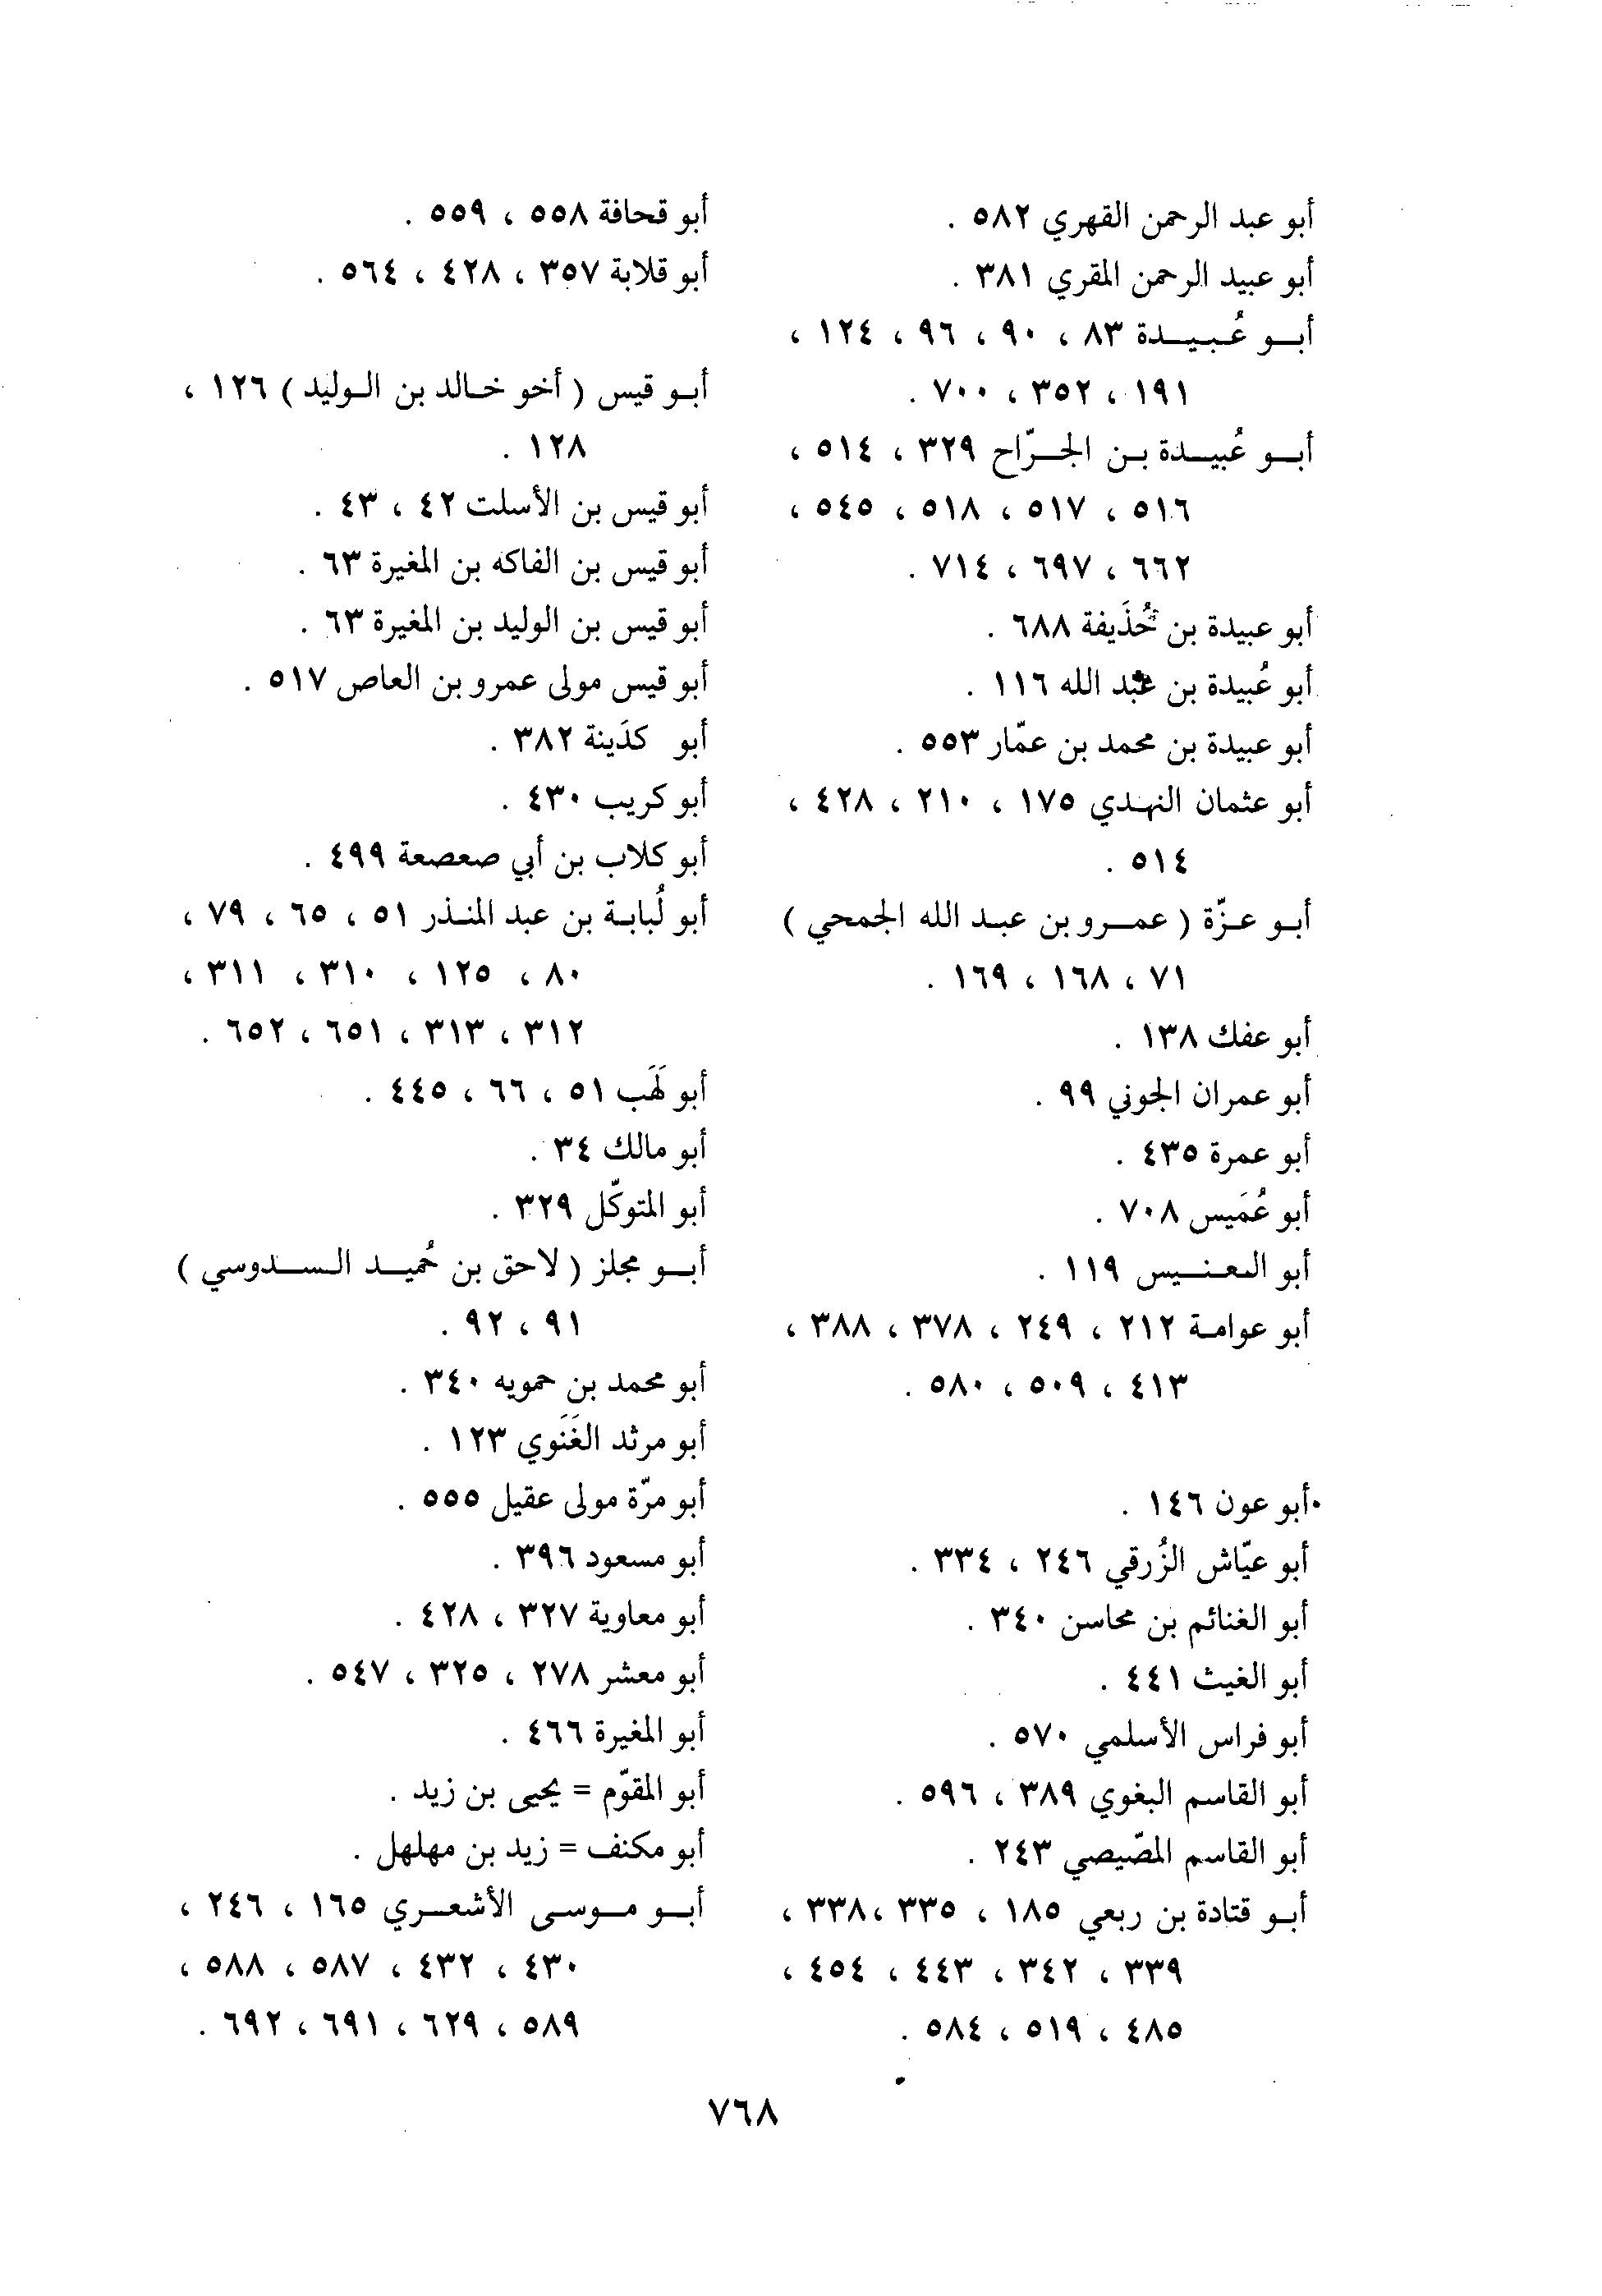 أبو عبد الرحمن القهري ٥٨٢ .
أبو عبيد الرحمن المقري ٣٨١ .
أبو عُبيدة ٨٣ ، ٩٠ ، ٩٦ ، ١٢٤ ،
١٩١ ، ٣٥٢ ، ٧٠٠ .
أبو عُبيدة بن الجرّاح ٣٢٩ ، ٥١٤ ،
٥١٦ ، ٥١٧ ، ٥١٨ ، ٥٤٥ ،
٦٦٢ ، ٦٩٧ ، ٧١٤ .
أبو عبيدة بن حُذَيفة ٦٨٨ .
أبو عُبيدة بن عبد الله ١١٦ .
أبو عبيدة بن محمد بن عمّار ٥٥٣ .
أبو عثمان النهدي ١٧٥ ، ٢١٠ ، ٤٢٨ ،
٥١٤ .
أبو عزّة ( عمرو بن عبد الله الجمحي )
٧١ ، ١٦٨ ، ١٦٩ .
أبو عفك ١٣٨ .
أبو عمران الجوني ٩٩ .
أبو عمرة ٤٣٥ .
أبو عُمَيس ٧٠٨ .
أبو العنبس ١١٩ .
أبو عوامة ٢١٢ ، ٢٤٩ ، ٣٧٨ ، ٣٨٨ ،
٤١٣ ، ٥٠٩ ، ٥٨٠ .
أبو عون ١٤٦ .
أبو عيّاش الزُرقي ٢٤٦ ، ٣٣٤ .
أبو الغنائم بن محاسن ٣٤٠ .
أبو الغيث ٤٤١ .
أبو فراس الأسلمي ٥٧٠ .
أبو القاسم البغوي ٣٨٩ ، ٥٩٦ .
أبو القاسم المصّيصي ٢٤٣ .
أبو قتادة بن ربعي ١٨٥ ، ٣٣٥ ،٣٣٨ ،
٣٣٩ ، ٣٤٢ ، ٤٤٣ ، ٤٥٤ ،
٤٨٥ ، ٥١٩ ، ٥٨٤ .
أبو قحافة ٥٥٨ ، ٥٥٩ .
أبو قلابة ٣٥٧ ، ٤٢٨ ، ٥٦٤ .
أبو قيس ( أخو خالد بن الوليد ) ١٢٦ ،
١٢٨ .
أبو قيس بن الأسلت ٤٢ ، ٤٣ .
أبو قيس بن الفاكه بن المغيرة ٦٣ .
أبو قيس بن الوليد بن المغيرة ٦٣ .
أبو قيس مولى عمرو بن العاص ٥١٧ .
أبو كدَينة ٣٨٢ .
أبو كريب ٤٣٠ .
أبو كلاب بن أبي صعصعة ٤٩٩ .
أبو لُبابة بن عبد المنذر ٥١ ، ٦٥ ، ٧٩ ،
٨٠ ، ١٢٥ ، ٣١٠ ، ٣١١ ،
٣١٢ ، ٣١٣ ، ٦٥١ ، ٦٥٢ .
أبو لَهَب ٥١ ، ٦٦ ، ٤٤٥ .
أبو مالك ٣٤ .
أبو المتوكّل ٣٢٩ .
أبو مجلز ( لاحق بن حُميد السدوسي )
٩١ ، ٩٢ .
أبو محمد بن حمويه ٣٤٠ .
أبو مرثد الغَنَوي ١٢٣ .
أبو مرّة مولى عقيل ٥٥٥ .
أبو مسعود ٣٩٦ .
أبو معاوية ٣٢٧ ، ٤٢٨ .
أبو معشر ٢٧٨ ، ٣٢٥ ، ٥٤٧ .
أبو المغيرة ٤٦٦ .
أبو المقوّم = يحيى بن زيد .
أبو مكنف = زيد بن مهلهل .
أبو موسى الأشعري ١٦٥ ، ٢٤٦ ،
٤٣٠ ، ٤٣٢ ، ٥٨٧ ، ٥٨٨ ،
٥٨٩ ، ٦٢٩ ، ٦٩١ ، ٦٩٢ .
٧٦٨